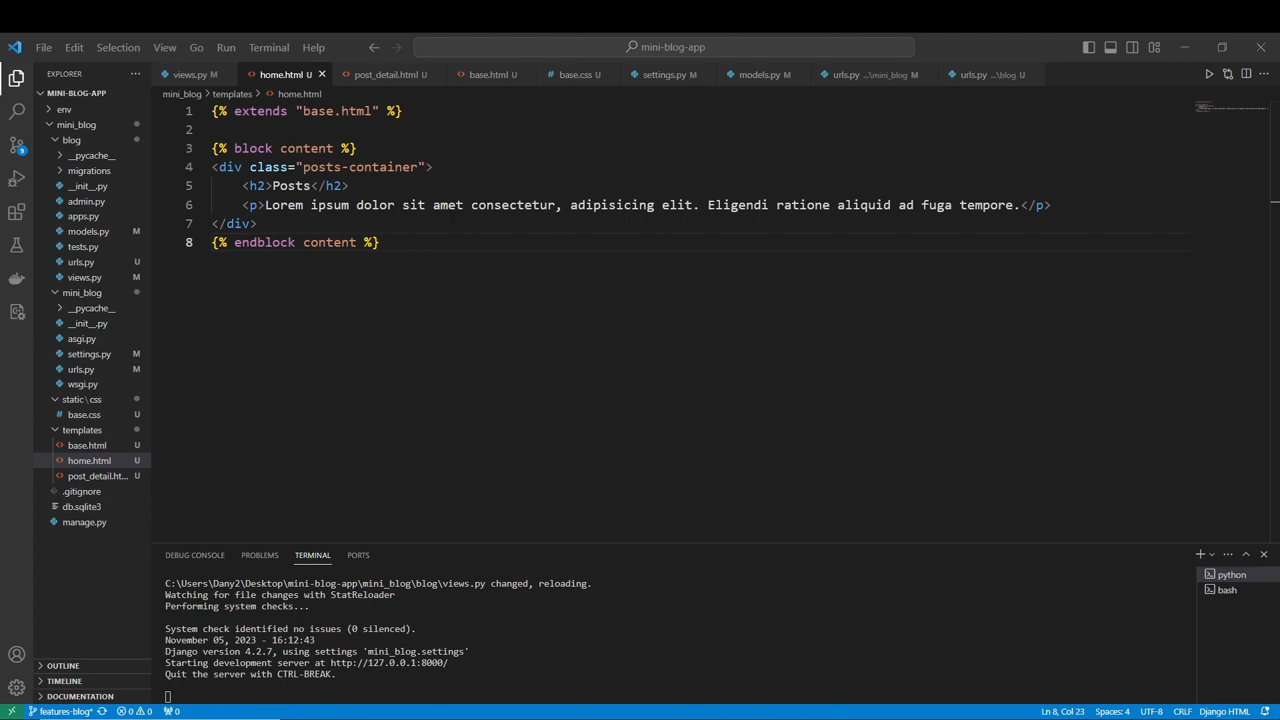 File Edit Selection View Go Run Terminal Help
mini-blog-app
EXPLORER
views.py M
home.html U
post_detail.html U
base.html U
base.css U
settings.py M
models.py M
urls.py ...\mini_blog M
urls.py ...\blog U
MINI-BLOG-APP
mini_blog templates home.html
env
mini_blog
blog
__pycache__
migrations
__init__.py
admin.py
apps.py
models.py M
tests.py
urls.py U
views.py M
mini_blog
__pycache__
__init__.py
asgi.py
settings.py M
urls.py M
wsgi.py
static\css
base.css U
templates
base.html U
home.html U
post_detail.ht... U
.gitignore
db.sqlite3
manage.py
9
1 {% extends "base.html" %}
2
3 {% block content %}
4 <div class="posts-container">
5 <h2>Posts</h2>
6 <p>Lorem ipsum dolor sit amet consectetur, adipisicing elit. Eligendi ratione aliquid ad fuga tempore.</p>
7 </div>
8 {% endblock content %}
DEBUG CONSOLE PROBLEMS TERMINAL PORTS
C:\Users\Dany2\Desktop\mini-blog-app\mini_blog\blog\views.py changed, reloading.
Watching for file changes with StatReloader
Performing system checks...
System check identified no issues (0 silenced).
November 05, 2023 - 16:12:43
Django version 4.2.7, using settings 'mini_blog.settings'
Starting development server at http://127.0.0.1:8000/
Quit the server with CTRL-BREAK.
python
bash
OUTLINE
TIMELINE
DOCUMENTATION
features-blog* 0 0 0 Ln 8, Col 23 Spaces: 4 UTF-8 CRLF Django HTML